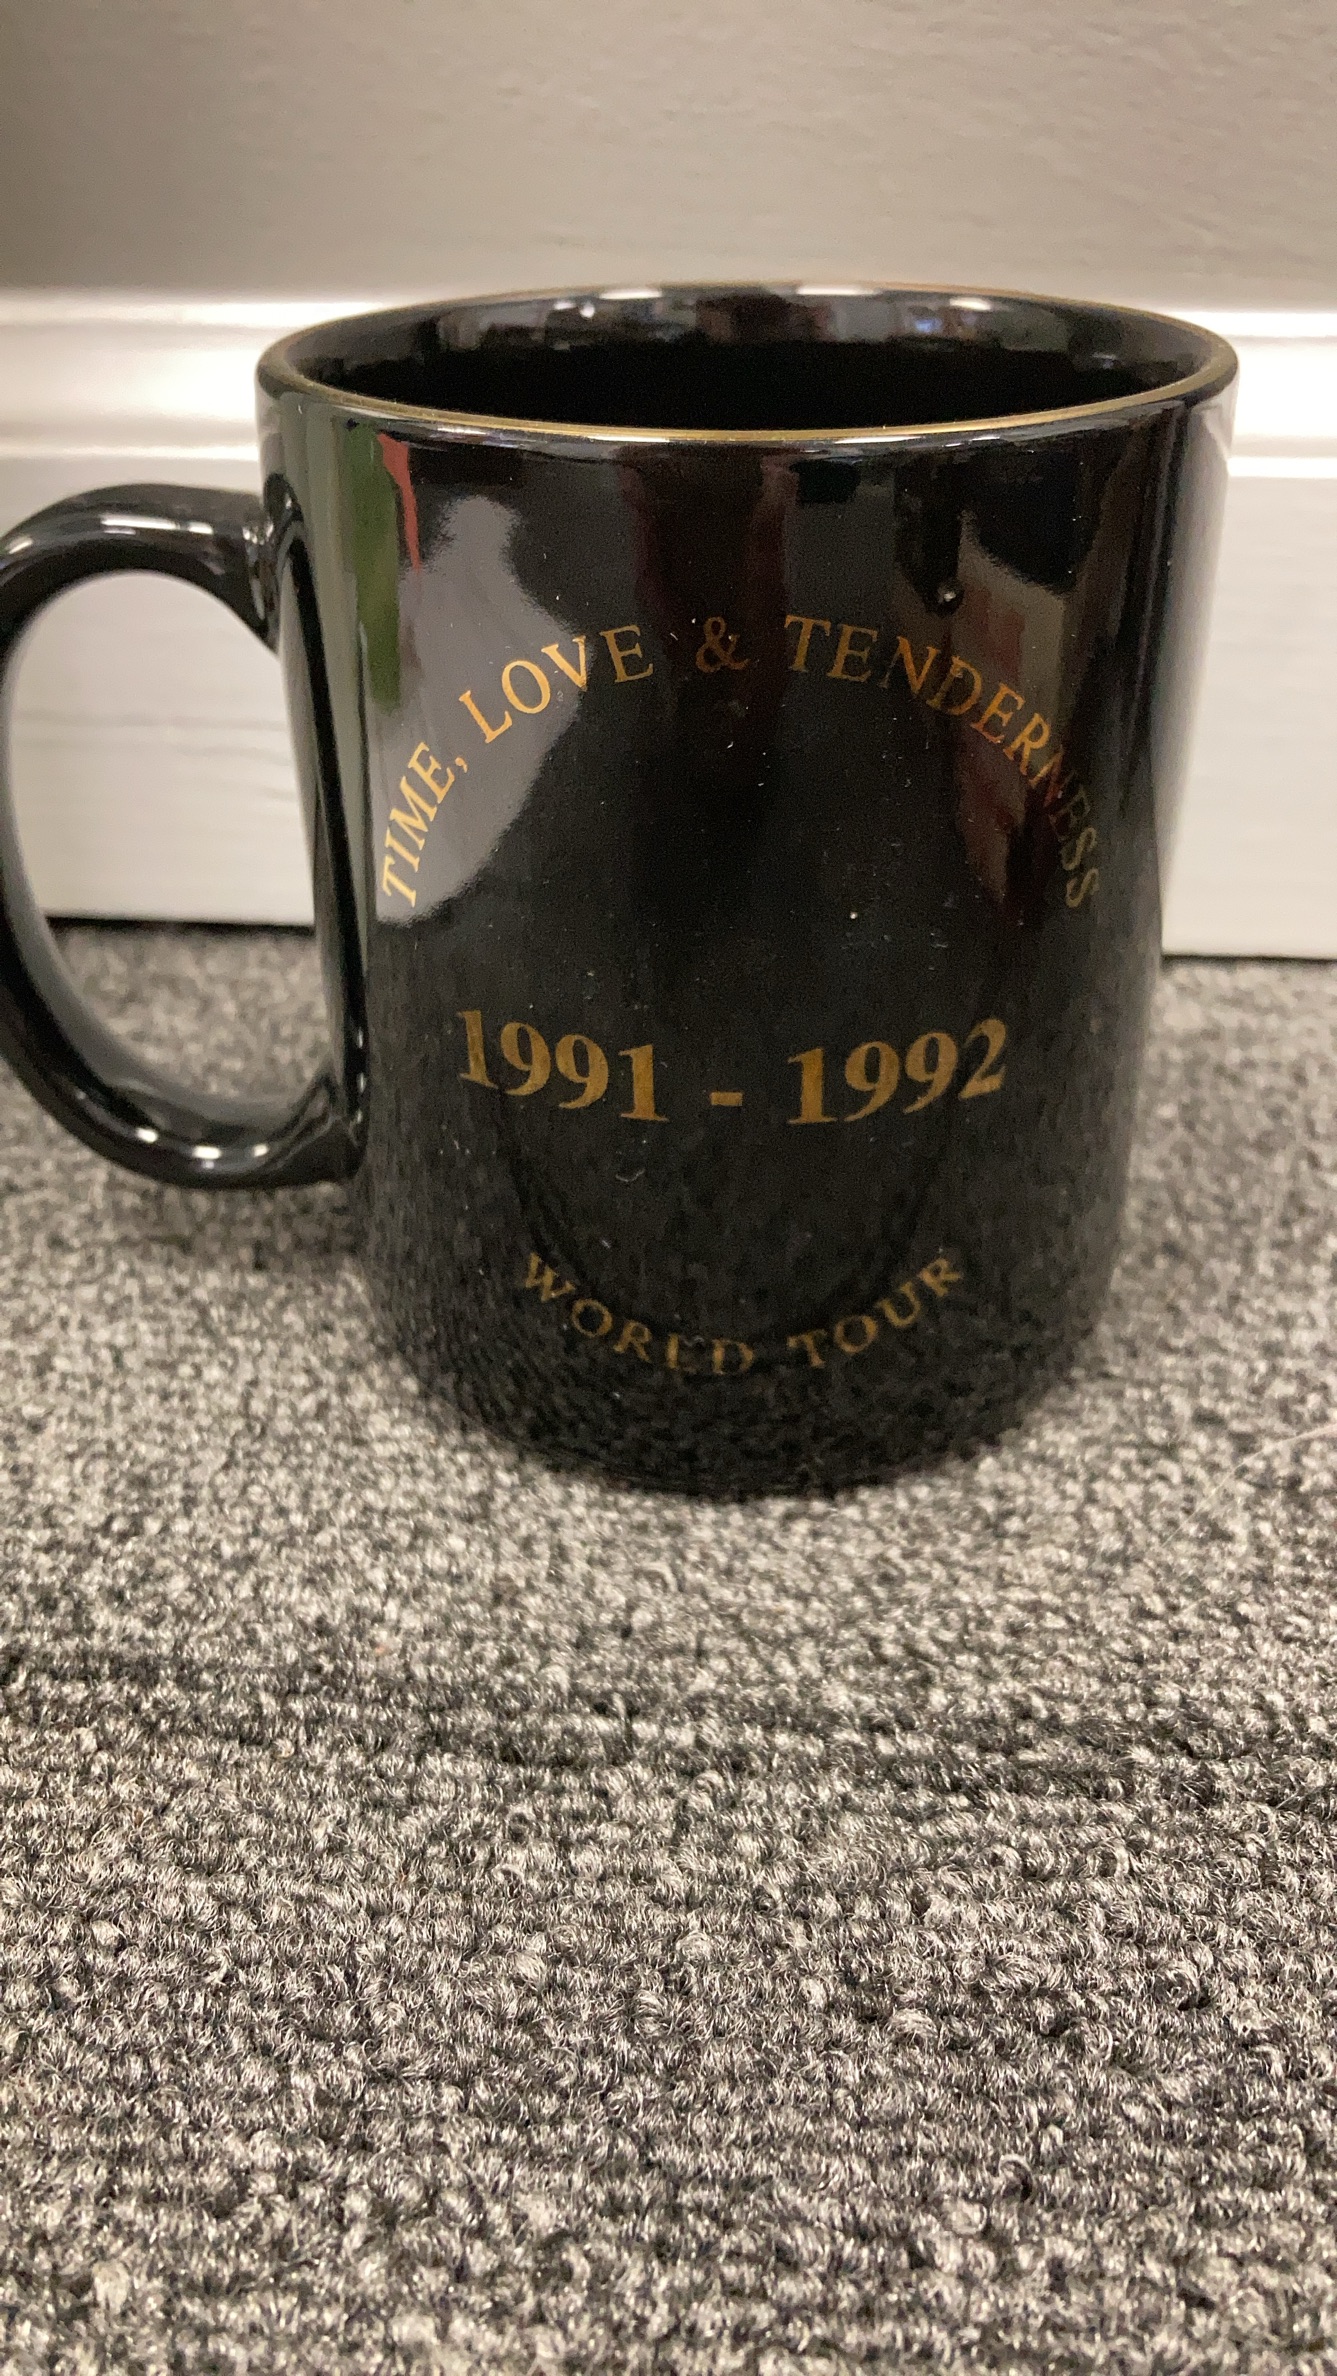 TIME, LOVE & TENDERNESS
1991 - 1992
WORLD TOUR